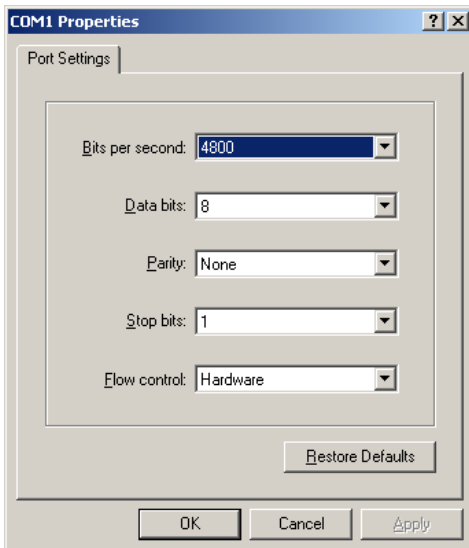 COM1 Properties
Port Settings
Bits per second: 4800
Data bits: 8
Parity: None
Stop bits: 1
Flow control: Hardware
Restore Defaults
OK Cancel Apply